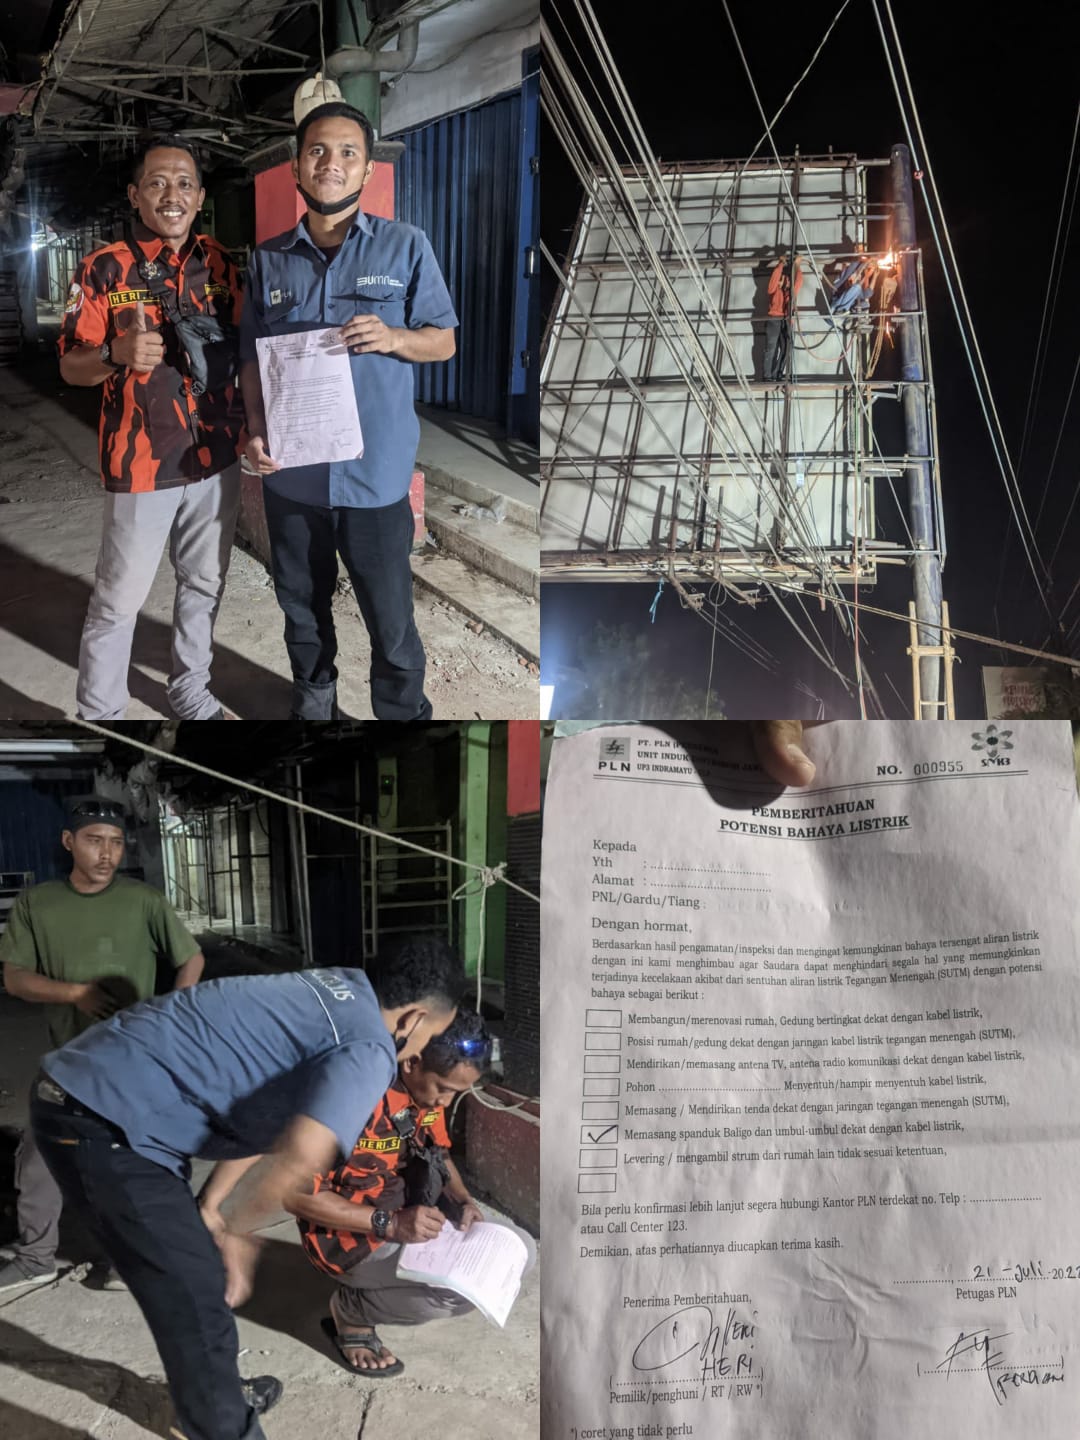 HERI.S
PLN
BUMN
HERI.S
PLN
PT. PLN
UNIT INDUK
UP3 INDRAMAYU
NO. 000955
SMK3
PEMBERITAHUAN
POTENSI BAHAYA LISTRIK
Kepada
Yth :
Alamat :
PNL/Gardu/Tiang :
Dengan hormat,
Berdasarkan hasil pengamatan/inspeksi dan mengingat kemungkinan bahaya tersengat aliran listrik
dengan ini kami menghimbau agar Saudara dapat menghindari segala hal yang memungkinkan
terjadinya kecelakaan akibat dari sentuhan aliran listrik Tegangan Menengah (SUTM) dengan potensi
bahaya sebagai berikut :
Membangun/merenovasi rumah, Gedung bertingkat dekat dengan kabel listrik,
Posisi rumah/gedung dekat dengan jaringan kabel listrik tegangan menengah (SUTM),
Mendirikan/memasang antena TV, antena radio komunikasi dekat dengan kabel listrik,
Pohon .................................. Menyentuh/hampir menyentuh kabel listrik,
Memasang / Mendirikan tenda dekat dengan jaringan tegangan menengah (SUTM),
✓ Memasang spanduk Baligo dan umbul-umbul dekat dengan kabel listrik,
Levering / mengambil strum dari rumah lain tidak sesuai ketentuan,
Bila perlu konfirmasi lebih lanjut segera hubungi Kantor PLN terdekat no. Telp : ....................
atau Call Center 123.
Demikian, atas perhatiannya diucapkan terima kasih.
21 - Juli - 202
Petugas PLN
Penerima Pemberitahuan,
HERI
Pemilik/penghuni / RT / RW *)
*) coret yang tidak perlu